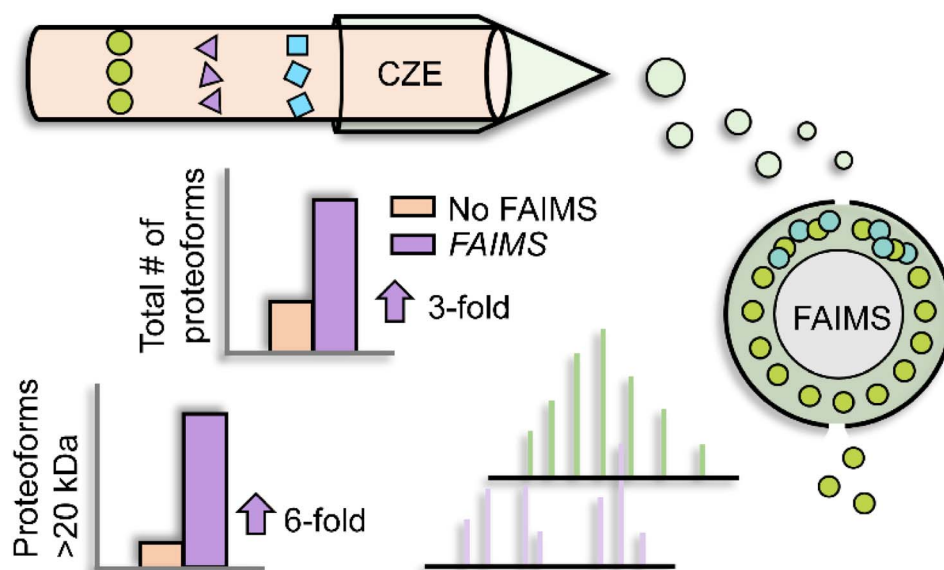 CZE
No FAIMS
FAIMS
Total # of
proteoforms
3-fold
FAIMS
Proteoforms
>20 kDa
6-fold